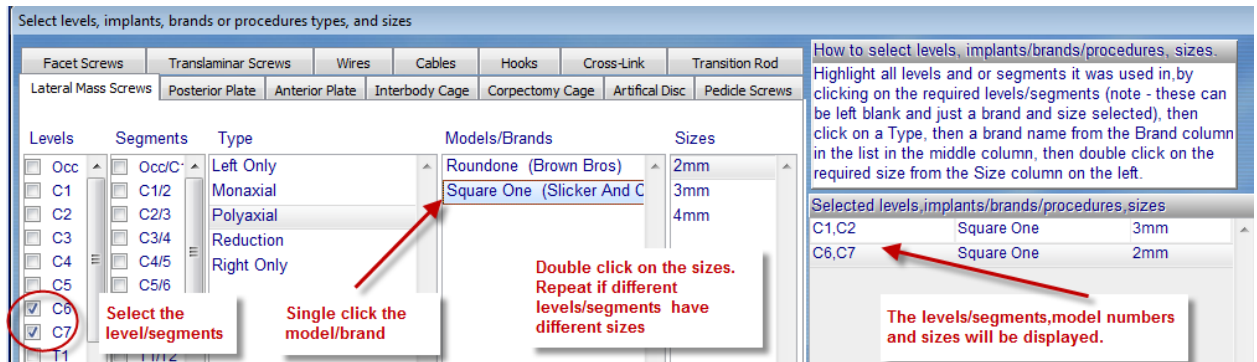 Select levels, implants, brands or procedures types, and sizes
Facet Screws Translaminar Screws Wires Cables Hooks Cross-Link Transition Rod
Lateral Mass Screws Posterior Plate Anterior Plate Interbody Cage Corpectomy Cage Artifical Disc Pedicle Screws
Levels Segments Type Models/Brands Sizes
Occ Occ/C1 Left Only Roundone (Brown Bros) 2mm
C1 C1/2 Monaxial Square One (Slicker And C 3mm
C2 C2/3 Polyaxial 4mm
C3 C3/4 Reduction
C4 C4/5 Right Only
C5 C5/6
C6
C7
T1 T1/T2
Select the
level/segments
Single click the
model/brand
Double click on the sizes.
Repeat if different
levels/segments have
different sizes
How to select levels, implants/brands/procedures, sizes.
Highlight all levels and or segments it was used in,by
clicking on the required levels/segments (note - these can
be left blank and just a brand and size selected), then
click on a Type, then a brand name from the Brand column
in the list in the middle column, then double click on the
required size from the Size column on the left.
Selected levels,implants/brands/procedures,sizes
C1,C2 Square One 3mm
C6,C7 Square One 2mm
The levels/segments,model numbers
and sizes will be displayed.